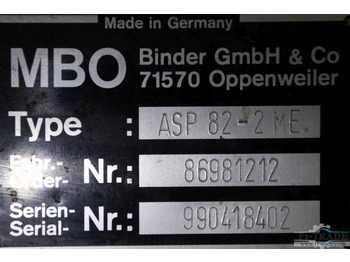 Made in Germany
MBO Binder GmbH & Co
71570 Oppenweiler
Type : ASP 82-2 ME.
Fabr.-
Order- Nr.: 86981212
Serien-
Serial- Nr.: 990418402